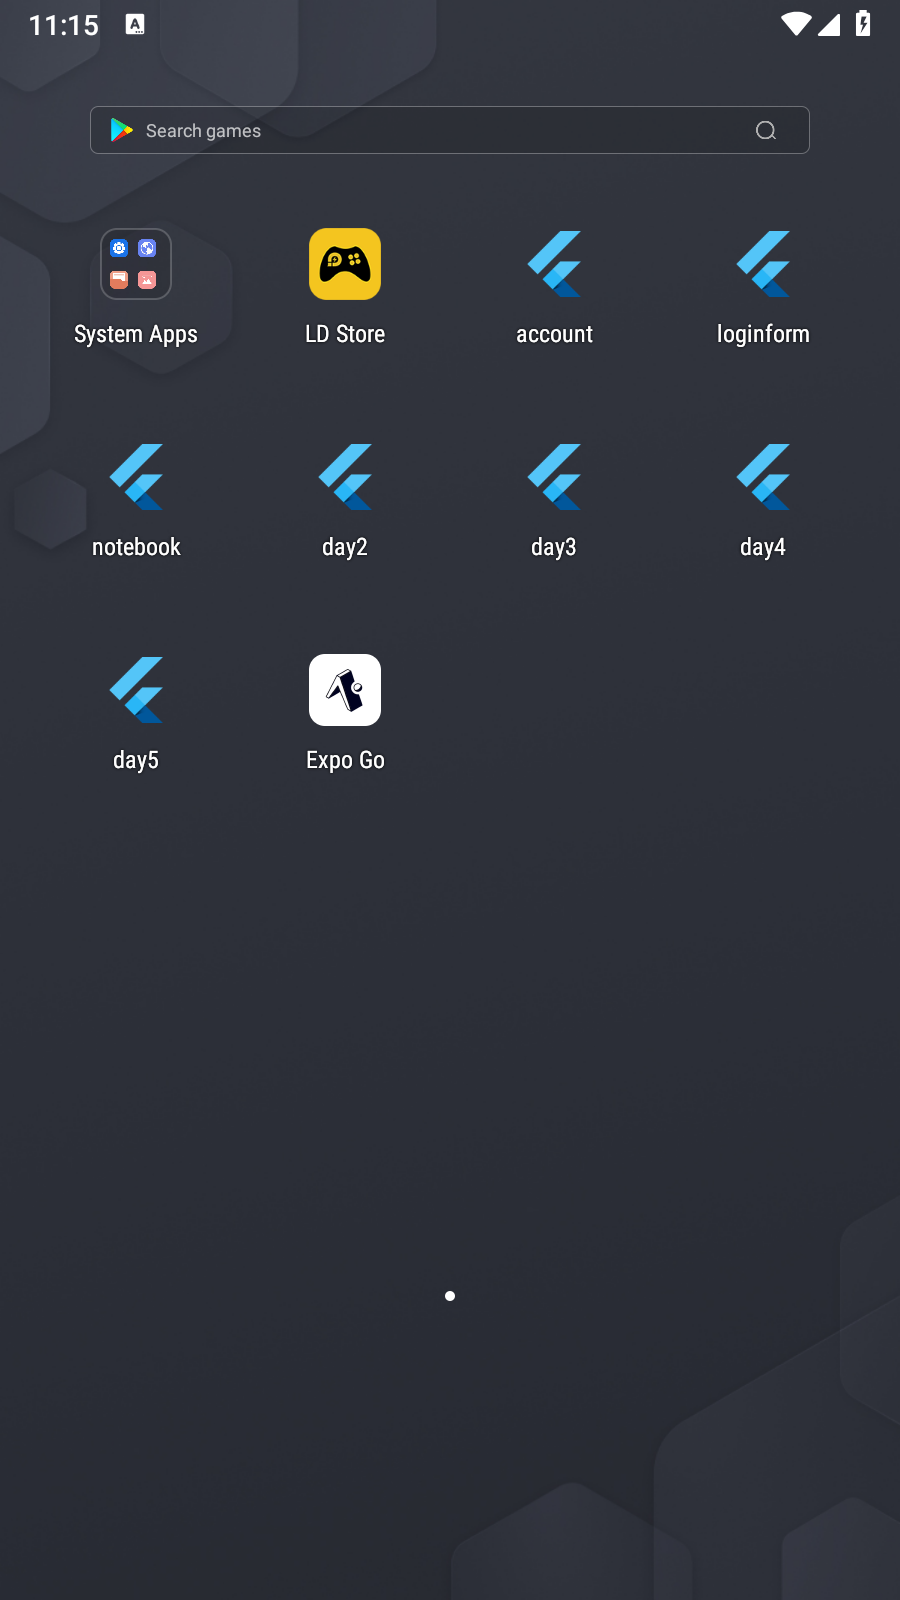 11:15
Search games
System Apps
LD Store
account
loginform
notebook
day2
day3
day4
day5
Expo Go